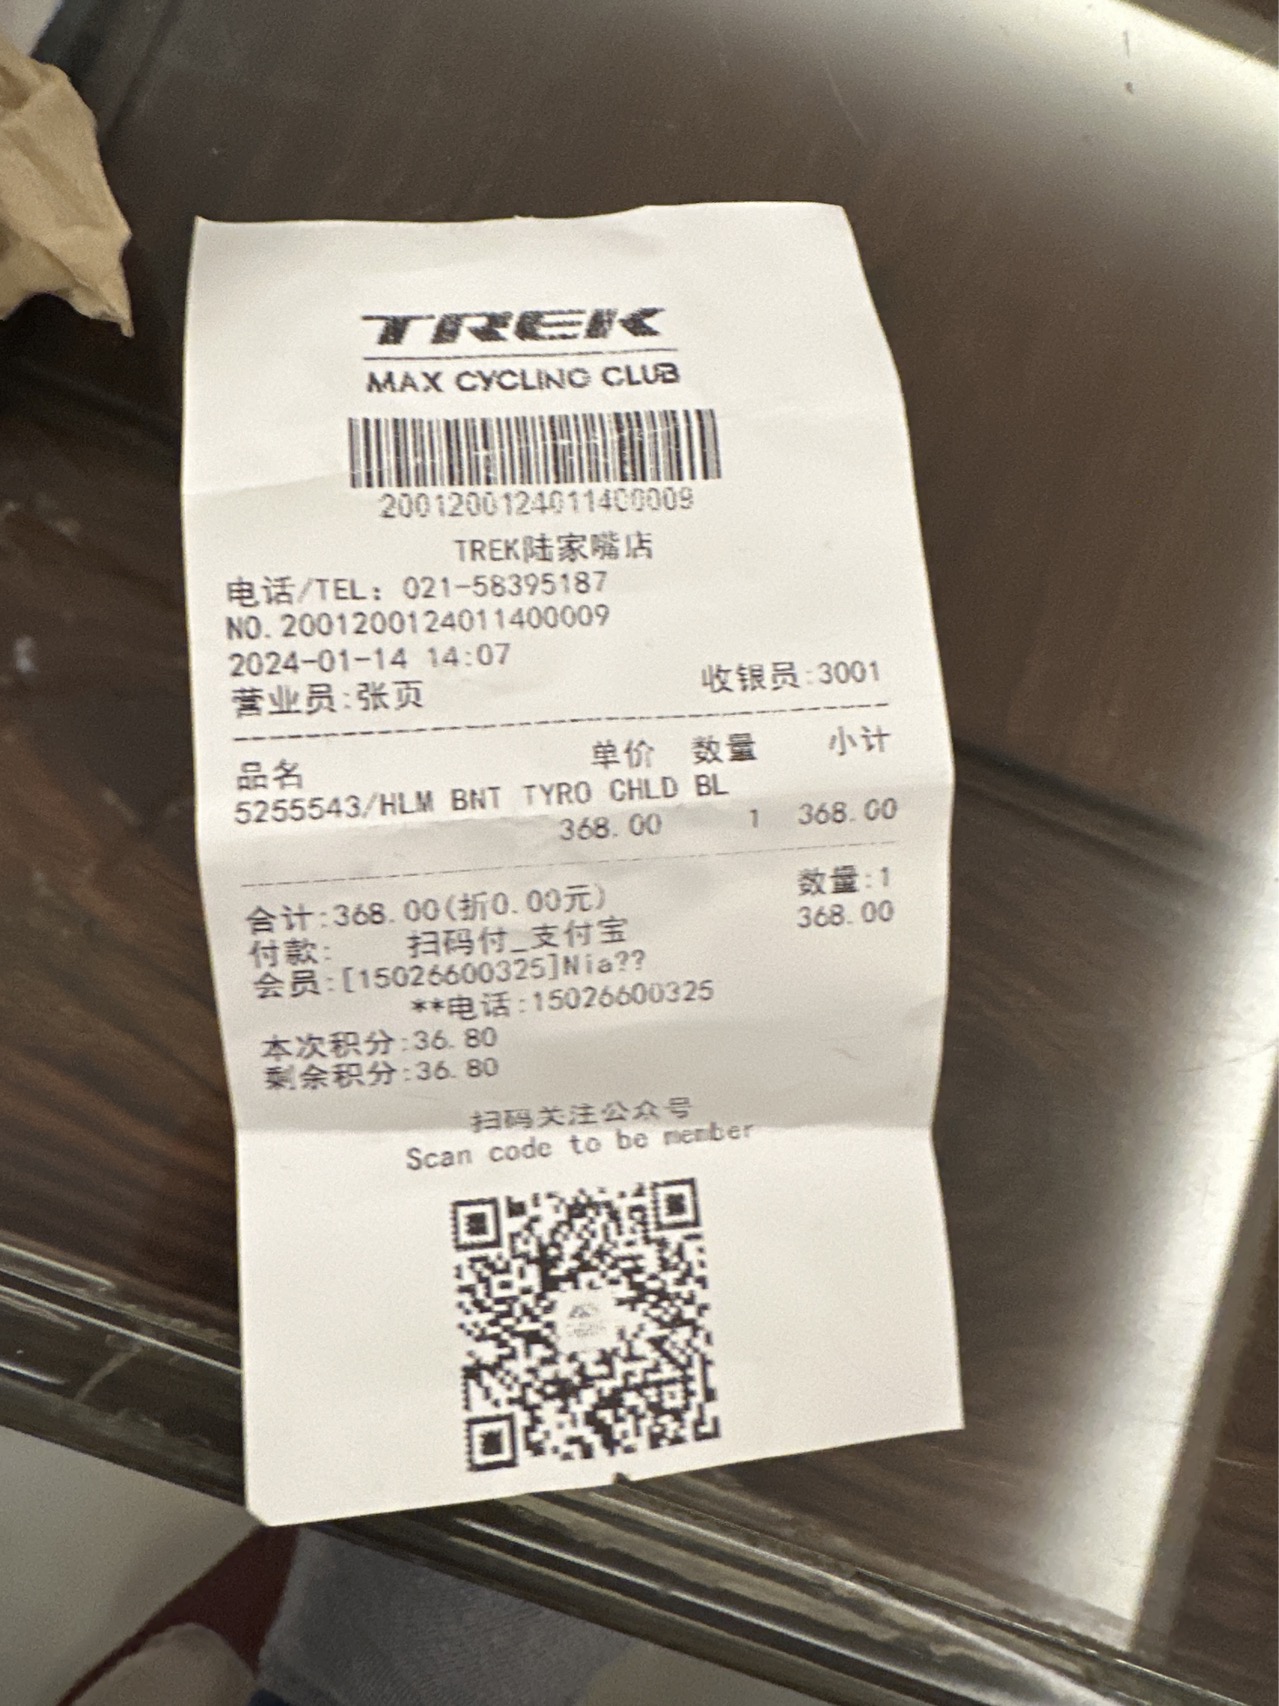 TREK
MAX CYCLING CLUB
2001200124011400009
TREK陆家嘴店
电话/TEL: 021-58395187
NO.2001200124011400009
2024-01-14 14:07
营业员:张页 收银员:3001
品名 单价 数量 小计
5255543/HLM BNT TYRO CHLD BL
368.00 1 368.00
合计:368.00(折0.00元) 数量:1
付款: 扫码付_支付宝 368.00
会员:[15026600325]Nia??
**电话:15026600325
本次积分:36.80
剩余积分:36.80
扫码关注公众号
Scan code to be member